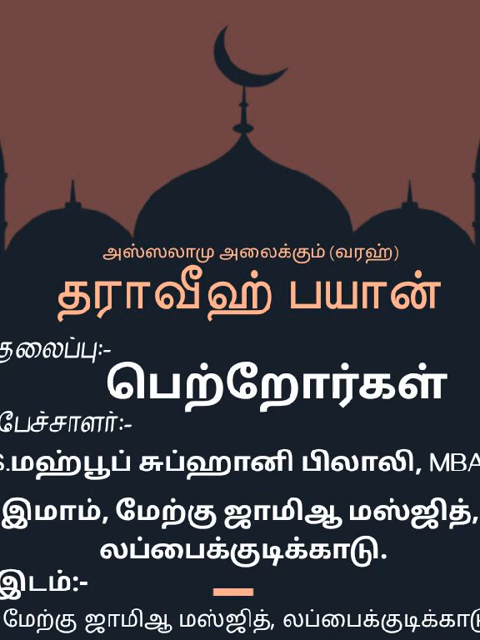 அஸ்ஸலாமு அலைக்கும் (வரஹ்)
தராவீஹ் பயான்
தலைப்பு:-
பெற்றோர்கள்
பேச்சாளர்:-
S.மஹ்பூப் சுப்ஹானி பிலாலி, MBA
இமாம், மேற்கு ஜாமிஆ மஸ்ஜித்,
லப்பைக்குடிக்காடு.
இடம்:-
மேற்கு ஜாமிஆ மஸ்ஜித், லப்பைக்குடிக்காடு